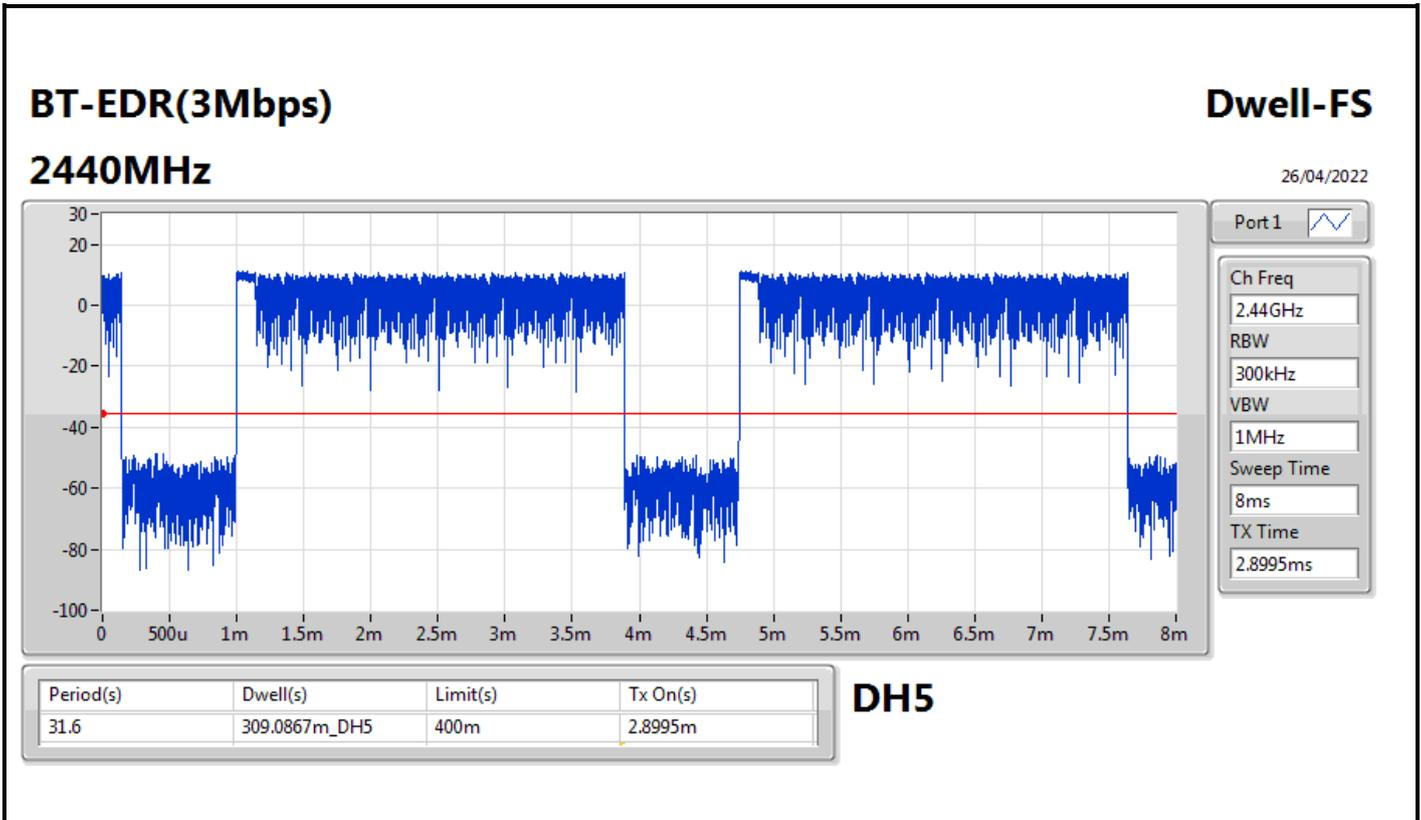 BT-EDR(3Mbps)
Dwell-FS
2440MHz
26/04/2022
30
20
0
-20
-40
-60
-80
-100
0 500u 1m 1.5m 2m 2.5m 3m 3.5m 4m 4.5m 5m 5.5m 6m 6.5m 7m 7.5m 8m
Port 1
Ch Freq
2.44GHz
RBW
300kHz
VBW
1MHz
Sweep Time
8ms
TX Time
2.8995ms
Period(s) Dwell(s) Limit(s) Tx On(s)
31.6 309.0867m_DH5 400m 2.8995m
DH5